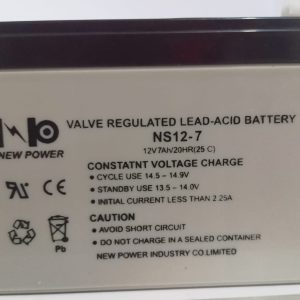 VALVE REGULATED LEAD-ACID BATTERY
NS12-7
12V7Ah/20HR(25 C)
NEW POWER
CONSTATNT VOLTAGE CHARGE
• CYCLE USE 14.5 – 14.9V
• STANDBY USE 13.5 – 14.0V
• INITIAL CURRENT LESS THAN 2.25A
CAUTION :
• AVOID SHORT CIRCUIT
• DO NOT CHARGE IN A SEALED CONTAINER
NEW POWER INDUSTRY CO.LIMITED
CE
Pb